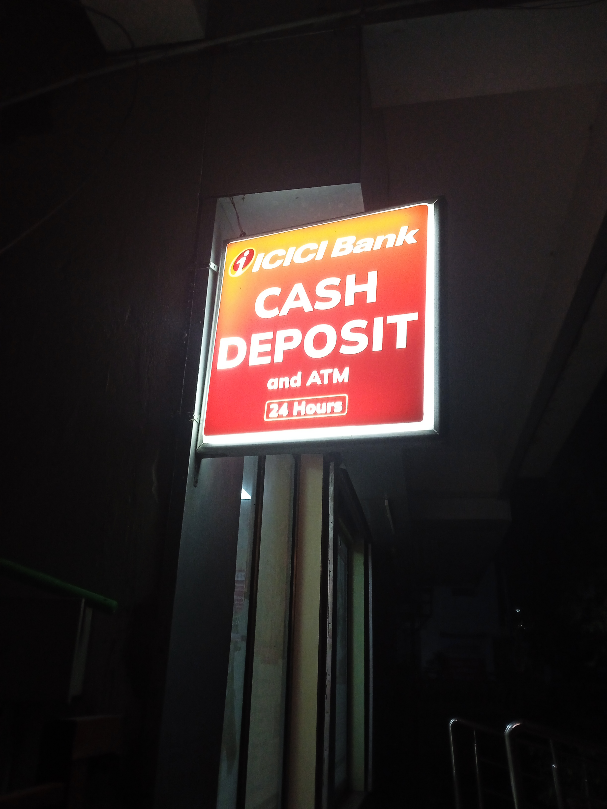 i ICICI Bank
CASH
DEPOSIT
and ATM
24 Hours